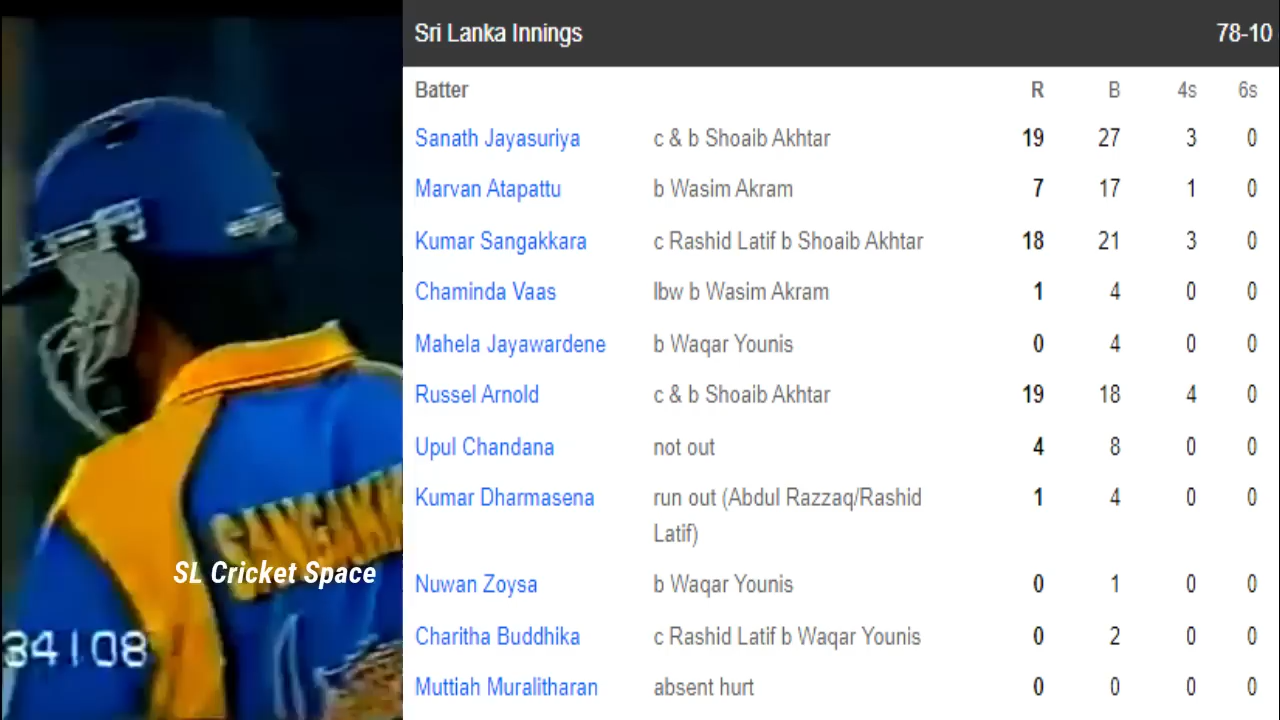 Sri Lanka Innings 78-10
Batter R B 4s 6s
Sanath Jayasuriya c & b Shoaib Akhtar 19 27 3 0
Marvan Atapattu b Wasim Akram 7 17 1 0
Kumar Sangakkara c Rashid Latif b Shoaib Akhtar 18 21 3 0
Chaminda Vaas lbw b Wasim Akram 1 4 0 0
Mahela Jayawardene b Waqar Younis 0 4 0 0
Russel Arnold c & b Shoaib Akhtar 19 18 4 0
Upul Chandana not out 4 8 0 0
Kumar Dharmasena run out (Abdul Razzaq/Rashid 1 4 0 0
Latif)
Nuwan Zoysa b Waqar Younis 0 1 0 0
Charitha Buddhika c Rashid Latif b Waqar Younis 0 2 0 0
Muttiah Muralitharan absent hurt 0 0 0 0
SANGAKK
SL Cricket Space